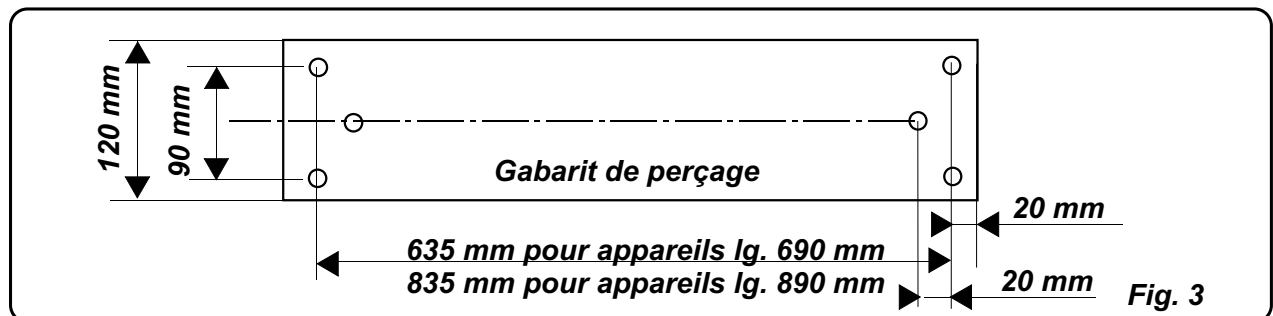 120 mm
90 mm
Gabarit de perçage
20 mm
635 mm pour appareils lg. 690 mm
835 mm pour appareils lg. 890 mm
20 mm
Fig. 3